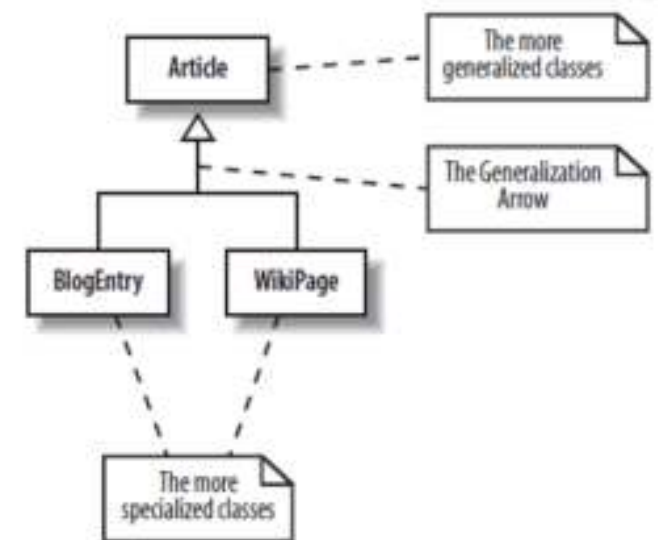 Article
The more
generalized classes
The Generalization
Arrow
BlogEntry
WikiPage
The more
specialized classes